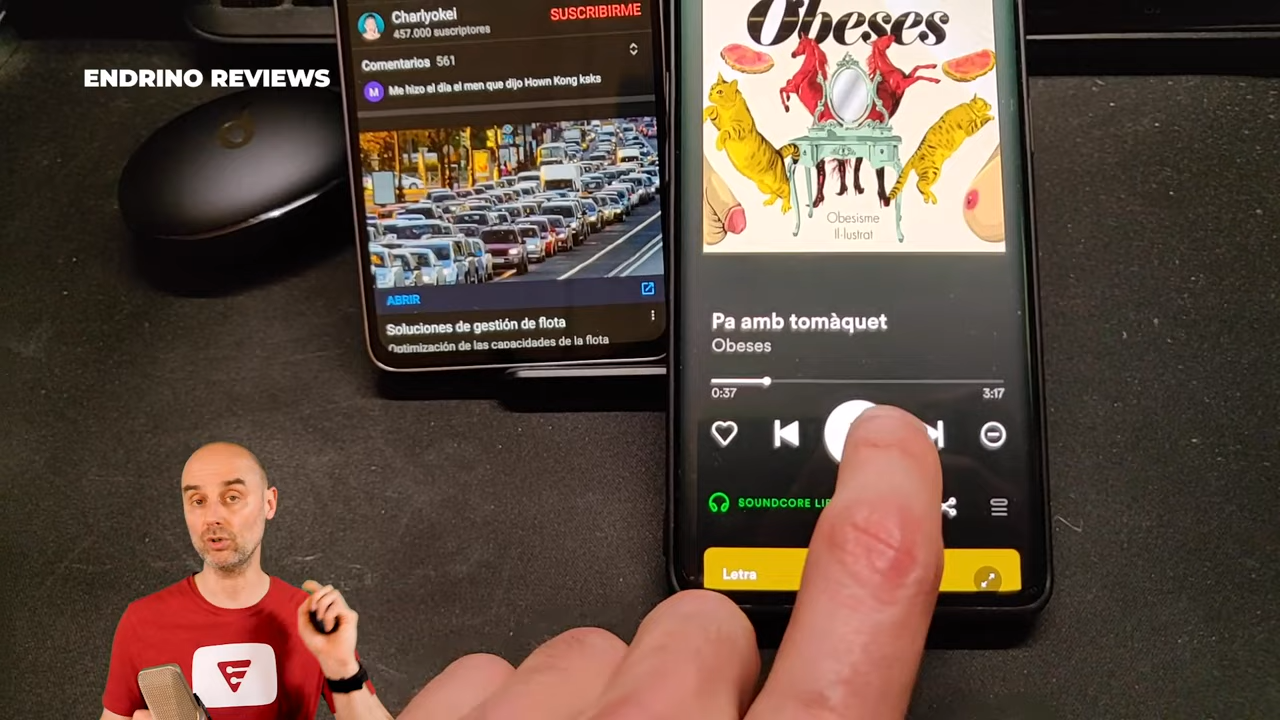 ENDRINO REVIEWS
Charlyokei
457.000 suscriptores
SUSCRIBIRME
Comentarios 561
M
Me hizo el día el men que dijo Hown Kong ksks
ABRIR
Soluciones de gestión de flota
Optimización de las capacidades de la flota
Obeses
Obesisme
Il·lustrat
Pa amb tomàquet
Obeses
0:37
3:17
SOUNDCORE
Letra